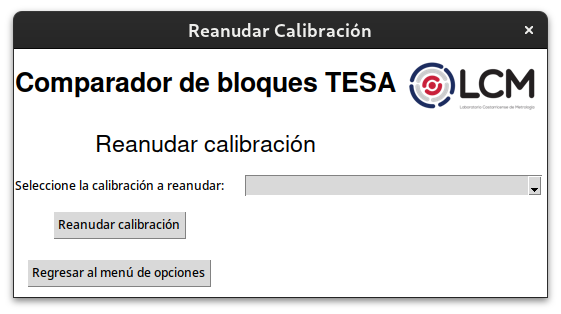 Reanudar Calibración
×
Comparador de bloques TESA
LCM
Laboratorio Costarricense de Metrología
Reanudar calibración
Seleccione la calibración a reanudar:
Reanudar calibración
Regresar al menú de opciones